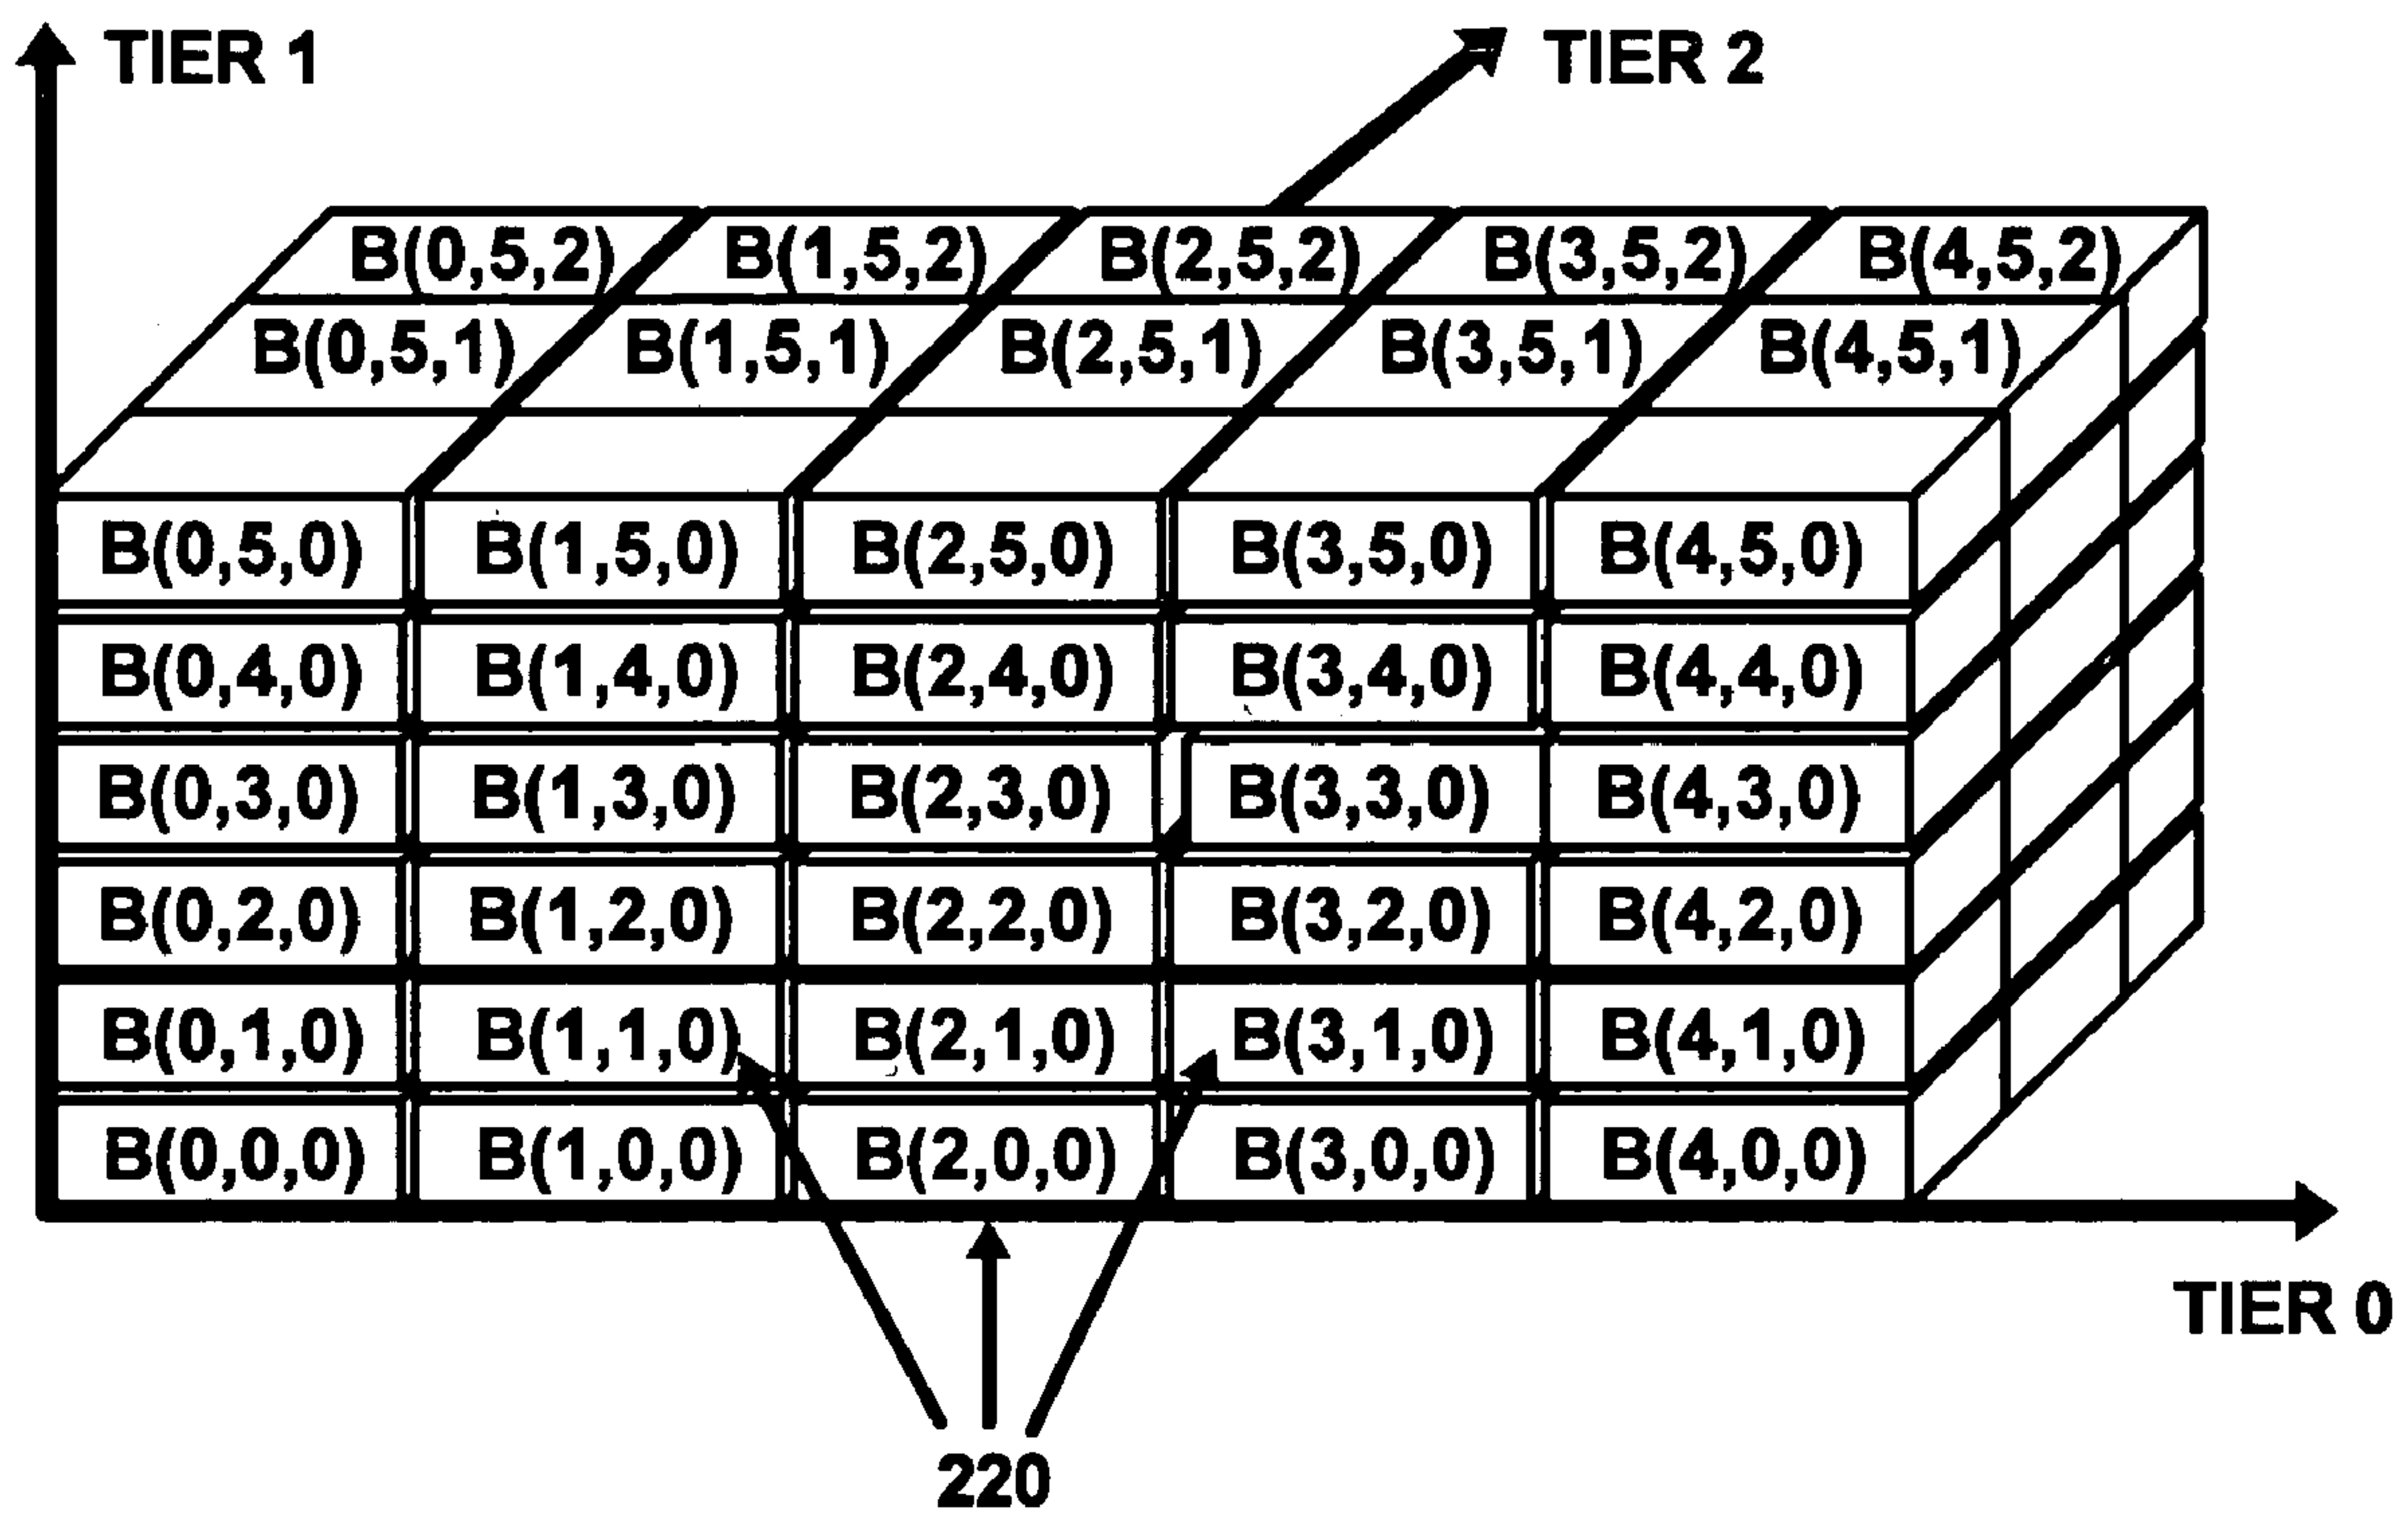 TIER 1 TIER 2
B(0,5,2) B(1,5,2) B(2,5,2) B(3,5,2) B(4,5,2)
B(0,5,1) B(1,5,1) B(2,5,1) B(3,5,1) B(4,5,1)
B(0,5,0) B(1,5,0) B(2,5,0) B(3,5,0) B(4,5,0)
B(0,4,0) B(1,4,0) B(2,4,0) B(3,4,0) B(4,4,0)
B(0,3,0) B(1,3,0) B(2,3,0) B(3,3,0) B(4,3,0)
B(0,2,0) B(1,2,0) B(2,2,0) B(3,2,0) B(4,2,0)
B(0,1,0) B(1,1,0) B(2,1,0) B(3,1,0) B(4,1,0)
B(0,0,0) B(1,0,0) B(2,0,0) B(3,0,0) B(4,0,0)
TIER 0
220